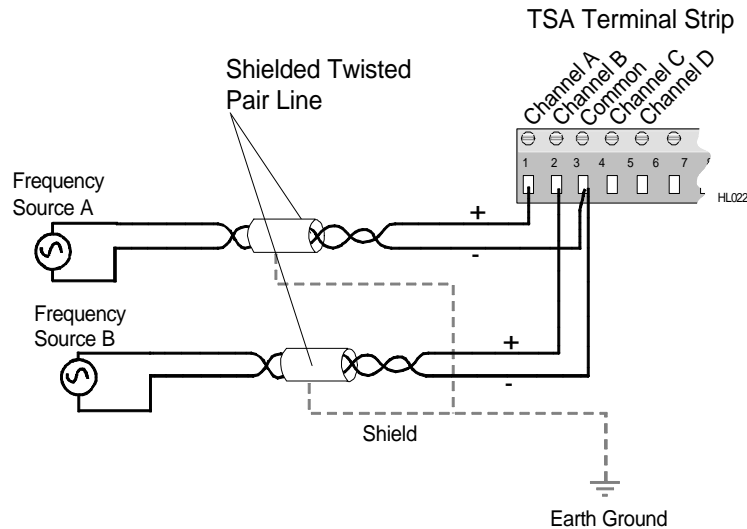 TSA Terminal Strip
Channel A
Channel B
Common
Channel C
Channel D
Shielded Twisted
Pair Line
1 2 3 4 5 6 7
HL022
Frequency
Source A
+
-
Frequency
Source B
+
-
Shield
Earth Ground